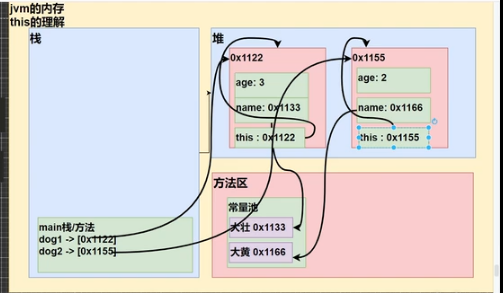 jvm的内存
this的理解
栈
main栈/方法
dog1 -> [0x1122]
dog2 -> [0x1155]
堆
0x1122
age: 3
name: 0x1133
this : 0x1122
0x1155
age: 2
name: 0x1166
this : 0x1155
方法区
常量池
大壮 0x1133
大黄 0x1166